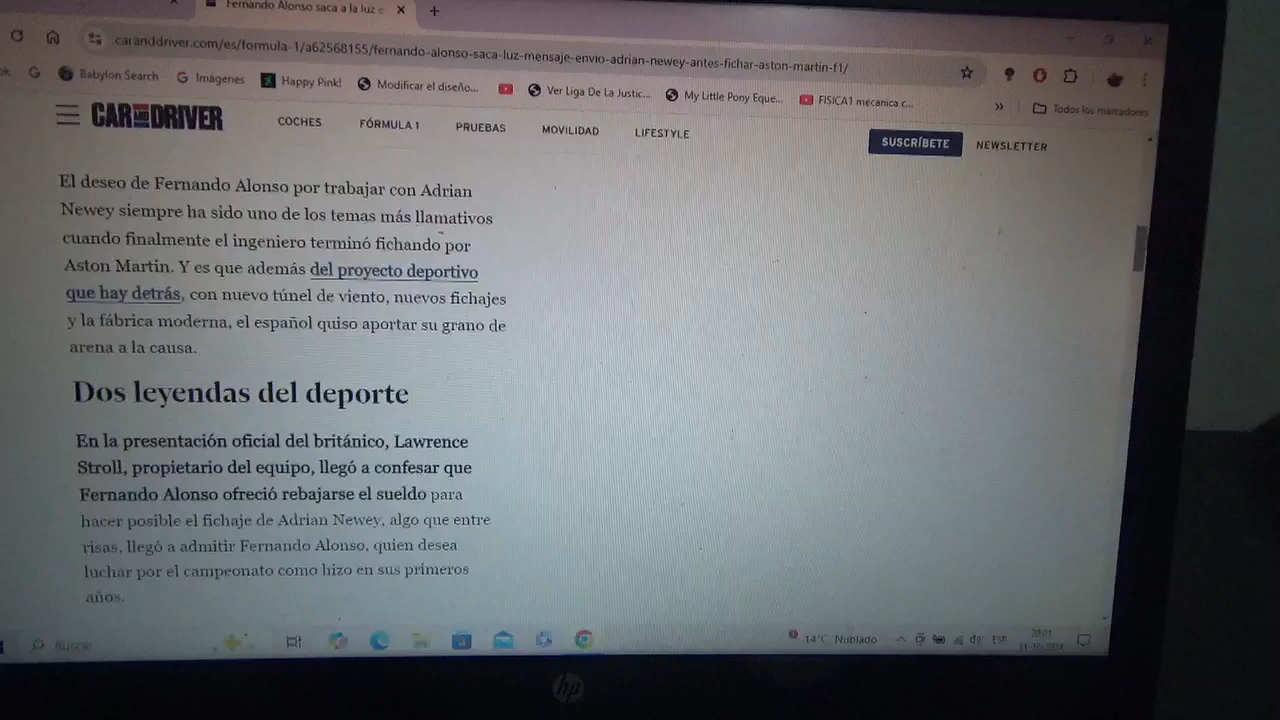 Fernando Alonso saca a la luz e
caranddriver.com/es/formula-1/a62568155/fernando-alonso-saca-luz-mensaje-envio-adrian-newey-antes-fichar-aston-martin-f1/
Babylon Search
Imágenes
Happy Pink!
Modificar el diseño...
Ver Liga De La Justic...
My Little Pony Eque...
FISICA1 mecanica c...
»
Todos los marcadores
CAR AND DRIVER
COCHES
FÓRMULA 1
PRUEBAS
MOVILIDAD
LIFESTYLE
SUSCRÍBETE
NEWSLETTER
El deseo de Fernando Alonso por trabajar con Adrian
Newey siempre ha sido uno de los temas más llamativos
cuando finalmente el ingeniero terminó fichando por
Aston Martin. Y es que además del proyecto deportivo
que hay detrás, con nuevo túnel de viento, nuevos fichajes
y la fábrica moderna, el español quiso aportar su grano de
arena a la causa.
Dos leyendas del deporte
En la presentación oficial del británico, Lawrence
Stroll, propietario del equipo, llegó a confesar que
Fernando Alonso ofreció rebajarse el sueldo para
hacer posible el fichaje de Adrian Newey, algo que entre
risas, llegó a admitir Fernando Alonso, quien desea
luchar por el campeonato como hizo en sus primeros
años.
Buscar
14°C Nublado
ESP
20:01
hp